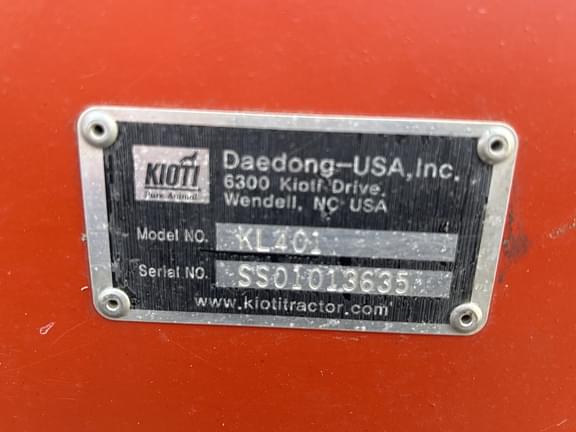 KIOTI
Pure Animal
Daedong-USA, Inc.
6300 Kioti Drive,
Wendell, NC USA
Model NO. KL401
Serial NO. SS01013635
www.kiotitractor.com